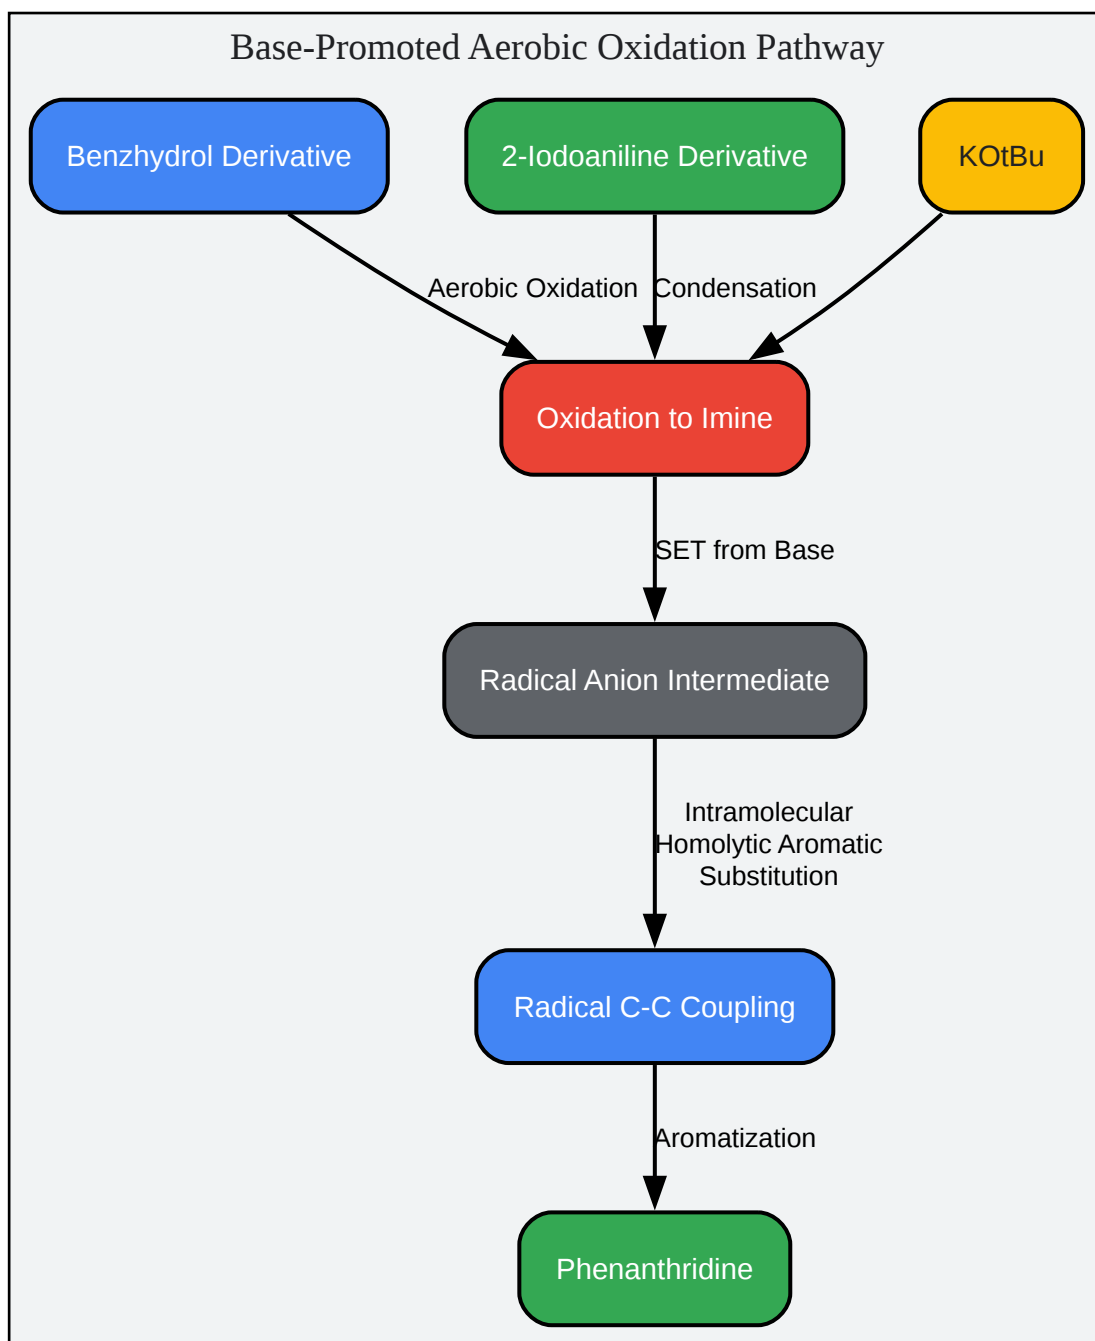 Base-Promoted Aerobic Oxidation Pathway
Benzhydrol Derivative
2-Iodoaniline Derivative
KOtBu
Aerobic Oxidation
Condensation
Oxidation to Imine
SET from Base
Radical Anion Intermediate
Intramolecular
Homolytic Aromatic
Substitution
Radical C-C Coupling
Aromatization
Phenanthridine